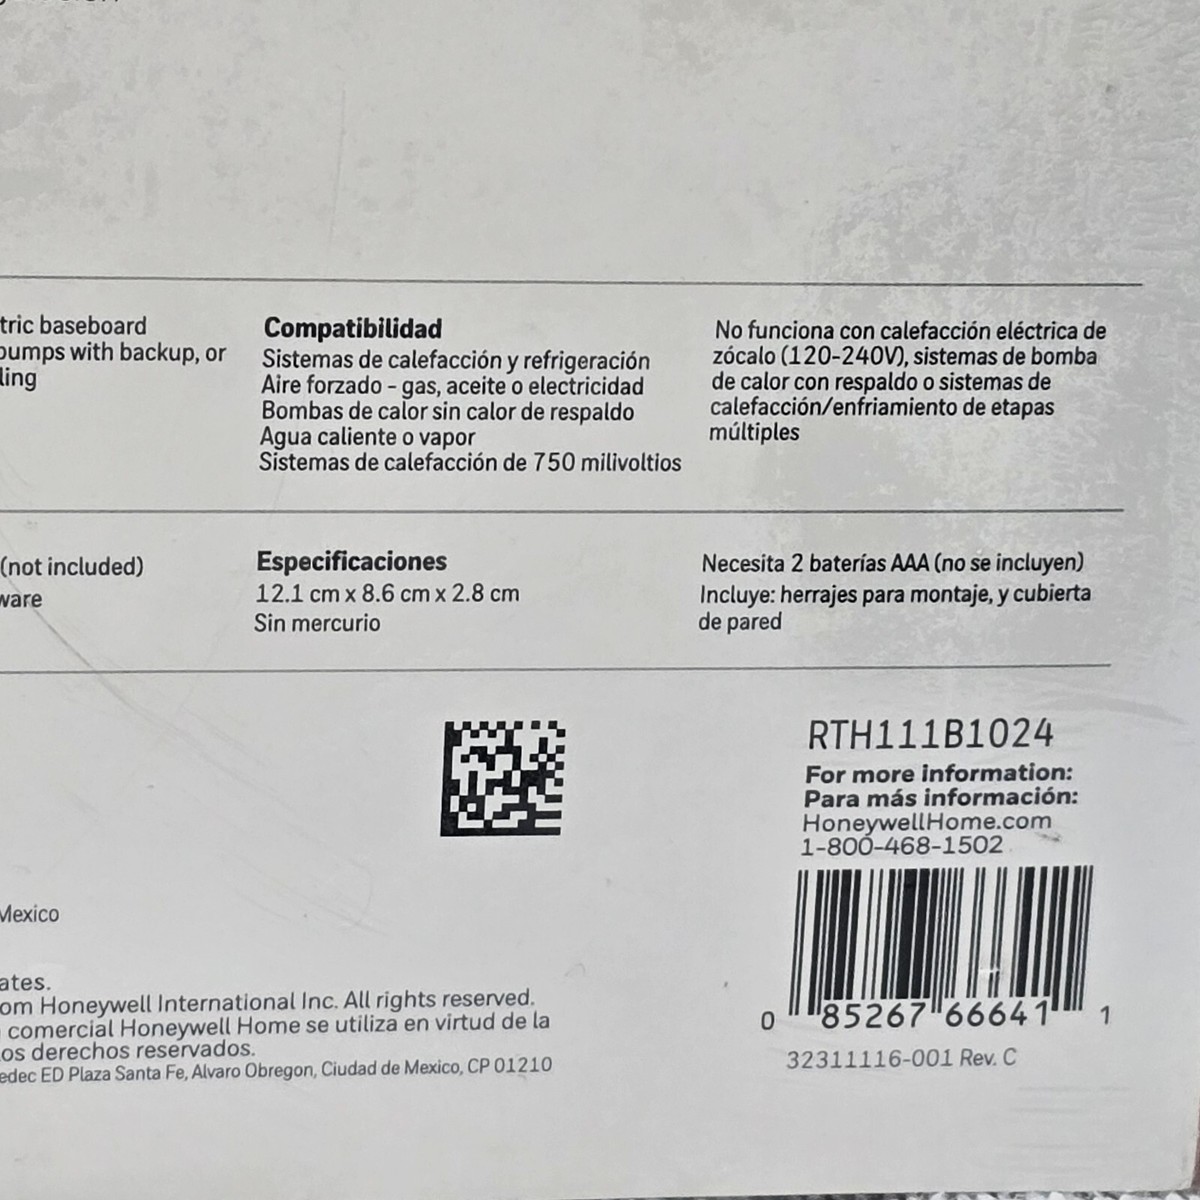 tric baseboard
pumps with backup, or
ling
Compatibilidad
Sistemas de calefacción y refrigeración
Aire forzado - gas, aceite o electricidad
Bombas de calor sin calor de respaldo
Agua caliente o vapor
Sistemas de calefacción de 750 milivoltios
No funciona con calefacción eléctrica de
zócalo (120-240V), sistemas de bomba
de calor con respaldo o sistemas de
calefacción/enfriamiento de etapas
múltiples
(not included)
ware
Especificaciones
12.1 cm x 8.6 cm x 2.8 cm
Sin mercurio
Necesita 2 baterías AAA (no se incluyen)
Incluye: herrajes para montaje, y cubierta
de pared
RTH111B1024
For more information:
Para más información:
HoneywellHome.com
1-800-468-1502
0 85267 66641 1
32311116-001 Rev. C
Mexico
ates.
om Honeywell International Inc. All rights reserved.
comercial Honeywell Home se utiliza en virtud de la
os derechos reservados.
edec ED Plaza Santa Fe, Alvaro Obregon, Ciudad de Mexico, CP 01210